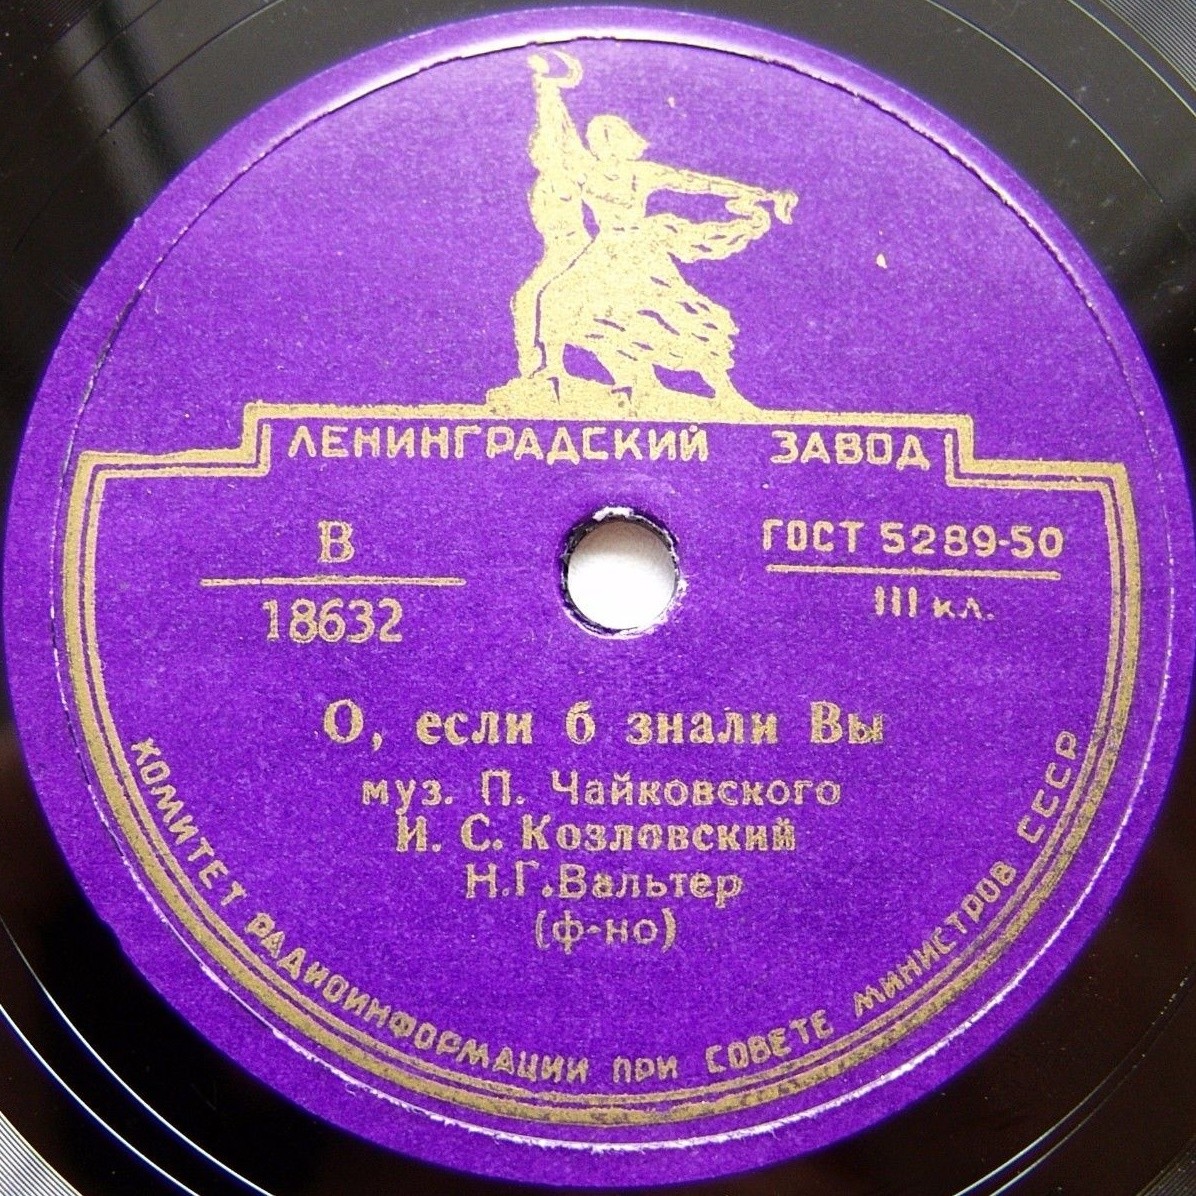 ЛЕНИНГРАДСКИЙ ЗАВОД
В
18632
ГОСТ 5289-50
III кл.
О, если б знали Вы
муз. П. Чайковского
И. С. Козловский
Н.Г.Вальтер
(ф-но)
КОМИТЕТ РАДИОИНФОРМАЦИИ ПРИ СОВЕТЕ МИНИСТРОВ СССР